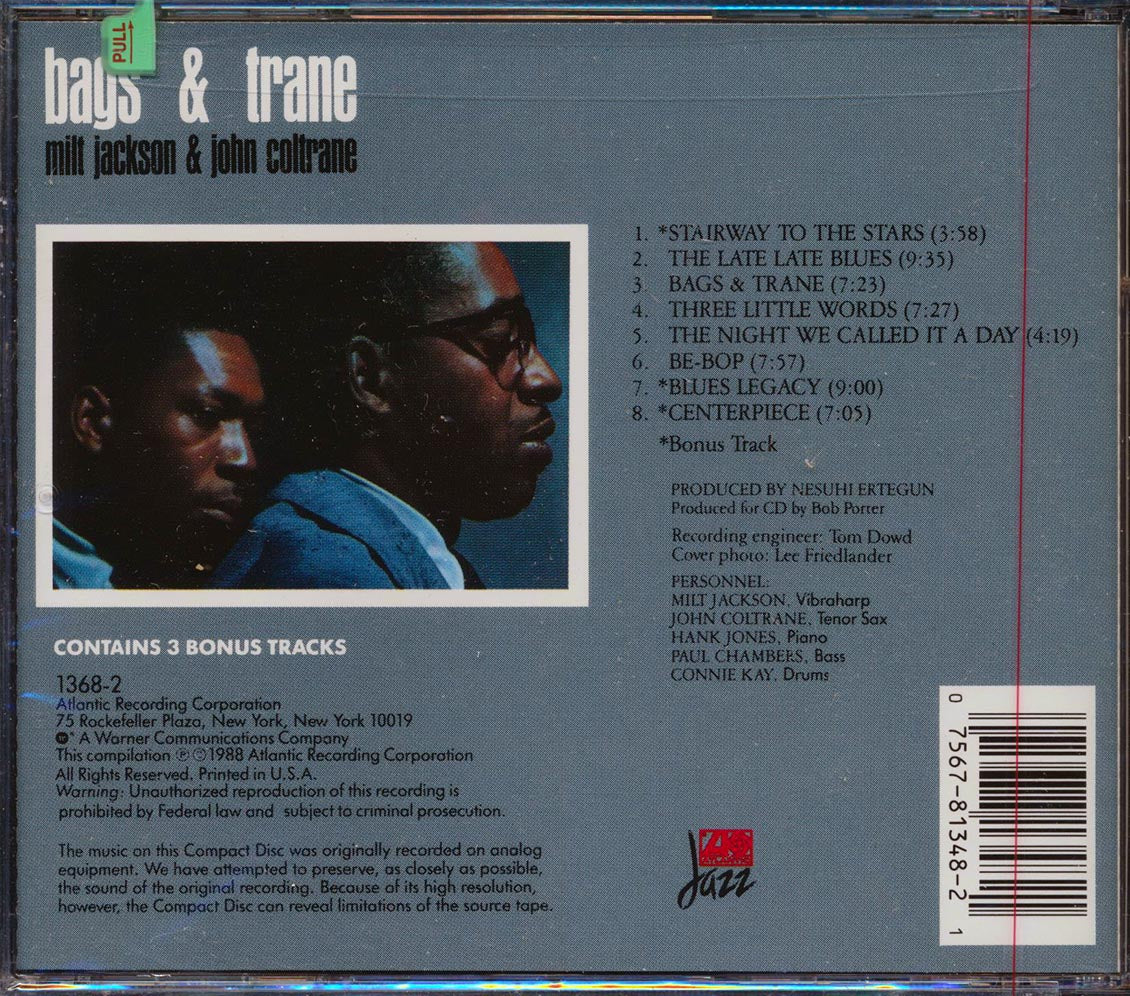 PULL
bags & trane
milt jackson & john coltrane
1. *STAIRWAY TO THE STARS (3:58)
2. THE LATE LATE BLUES (9:35)
3. BAGS & TRANE (7:23)
4. THREE LITTLE WORDS (7:27)
5. THE NIGHT WE CALLED IT A DAY (4:19)
6. BE-BOP (7:57)
7. *BLUES LEGACY (9:00)
8. *CENTERPIECE (7:05)
*Bonus Track
PRODUCED BY NESUHI ERTEGUN
Produced for CD by Bob Porter
Recording engineer: Tom Dowd
Cover photo: Lee Friedlander
PERSONNEL:
MILT JACKSON, Vibraharp
JOHN COLTRANE, Tenor Sax
HANK JONES, Piano
PAUL CHAMBERS, Bass
CONNIE KAY, Drums
CONTAINS 3 BONUS TRACKS
1368-2
Atlantic Recording Corporation
75 Rockefeller Plaza, New York, New York 10019
A Warner Communications Company
This compilation ℗ © 1988 Atlantic Recording Corporation
All Rights Reserved. Printed in U.S.A.
Warning: Unauthorized reproduction of this recording is
prohibited by Federal law and subject to criminal prosecution.
The music on this Compact Disc was originally recorded on analog
equipment. We have attempted to preserve, as closely as possible,
the sound of the original recording. Because of its high resolution,
however, the Compact Disc can reveal limitations of the source tape.
ATLANTIC
Jazz
0 7567-81348-2 1